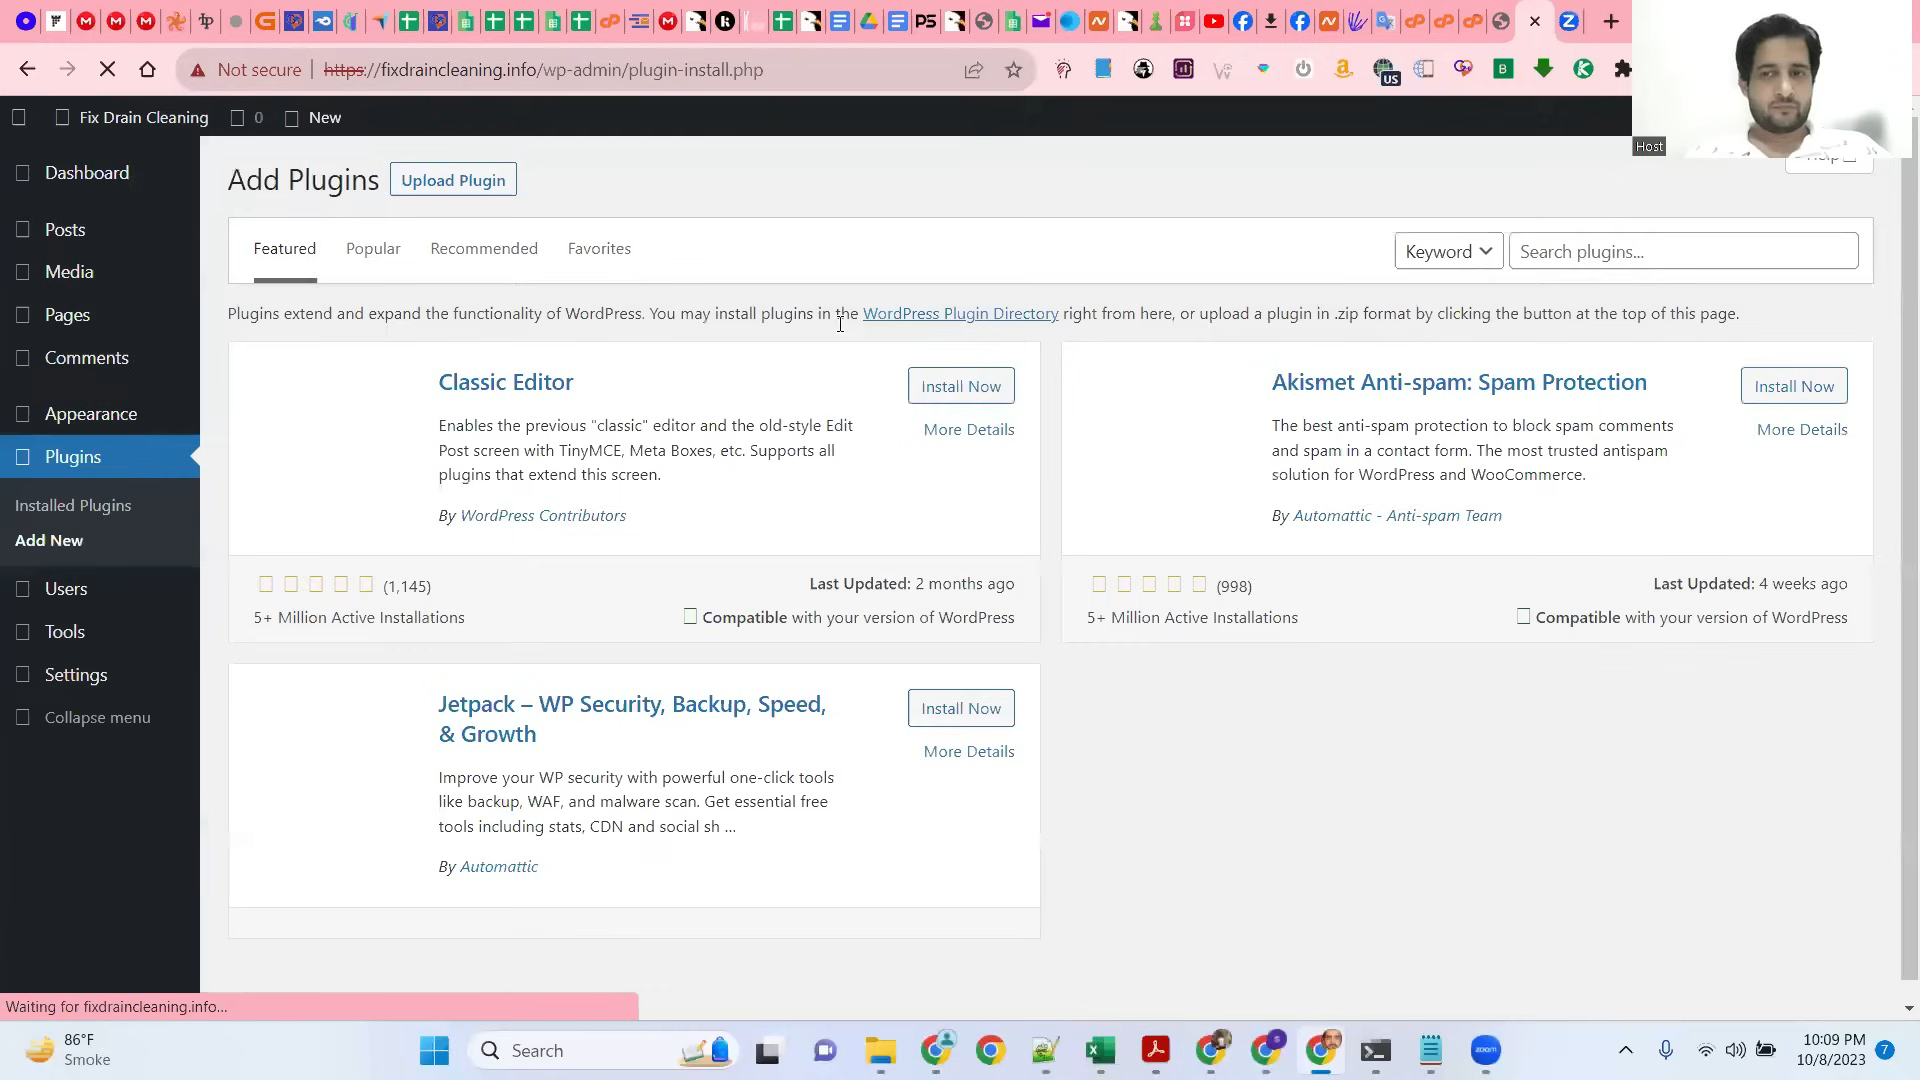 Not secure
https://fixdraincleaning.info/wp-admin/plugin-install.php
US
Fix Drain Cleaning
0
New
Host
Dashboard
Posts
Media
Pages
Comments
Appearance
Plugins
Installed Plugins
Add New
Users
Tools
Settings
Collapse menu
Add Plugins
Upload Plugin
Help
Featured
Popular
Recommended
Favorites
Keyword
Search plugins...
Plugins extend and expand the functionality of WordPress. You may install plugins in the WordPress Plugin Directory right from here, or upload a plugin in .zip format by clicking the button at the top of this page.
Classic Editor
Install Now
More Details
Enables the previous "classic" editor and the old-style Edit
Post screen with TinyMCE, Meta Boxes, etc. Supports all
plugins that extend this screen.
By WordPress Contributors
(1,145)
Last Updated: 2 months ago
5+ Million Active Installations
Compatible with your version of WordPress
Akismet Anti-spam: Spam Protection
Install Now
More Details
The best anti-spam protection to block spam comments
and spam in a contact form. The most trusted antispam
solution for WordPress and WooCommerce.
By Automattic - Anti-spam Team
(998)
Last Updated: 4 weeks ago
5+ Million Active Installations
Compatible with your version of WordPress
Jetpack – WP Security, Backup, Speed,
& Growth
Install Now
More Details
Improve your WP security with powerful one-click tools
like backup, WAF, and malware scan. Get essential free
tools including stats, CDN and social sh ...
By Automattic
Waiting for fixdraincleaning.info...
86°F
Smoke
Search
zoom
10:09 PM
10/8/2023
7